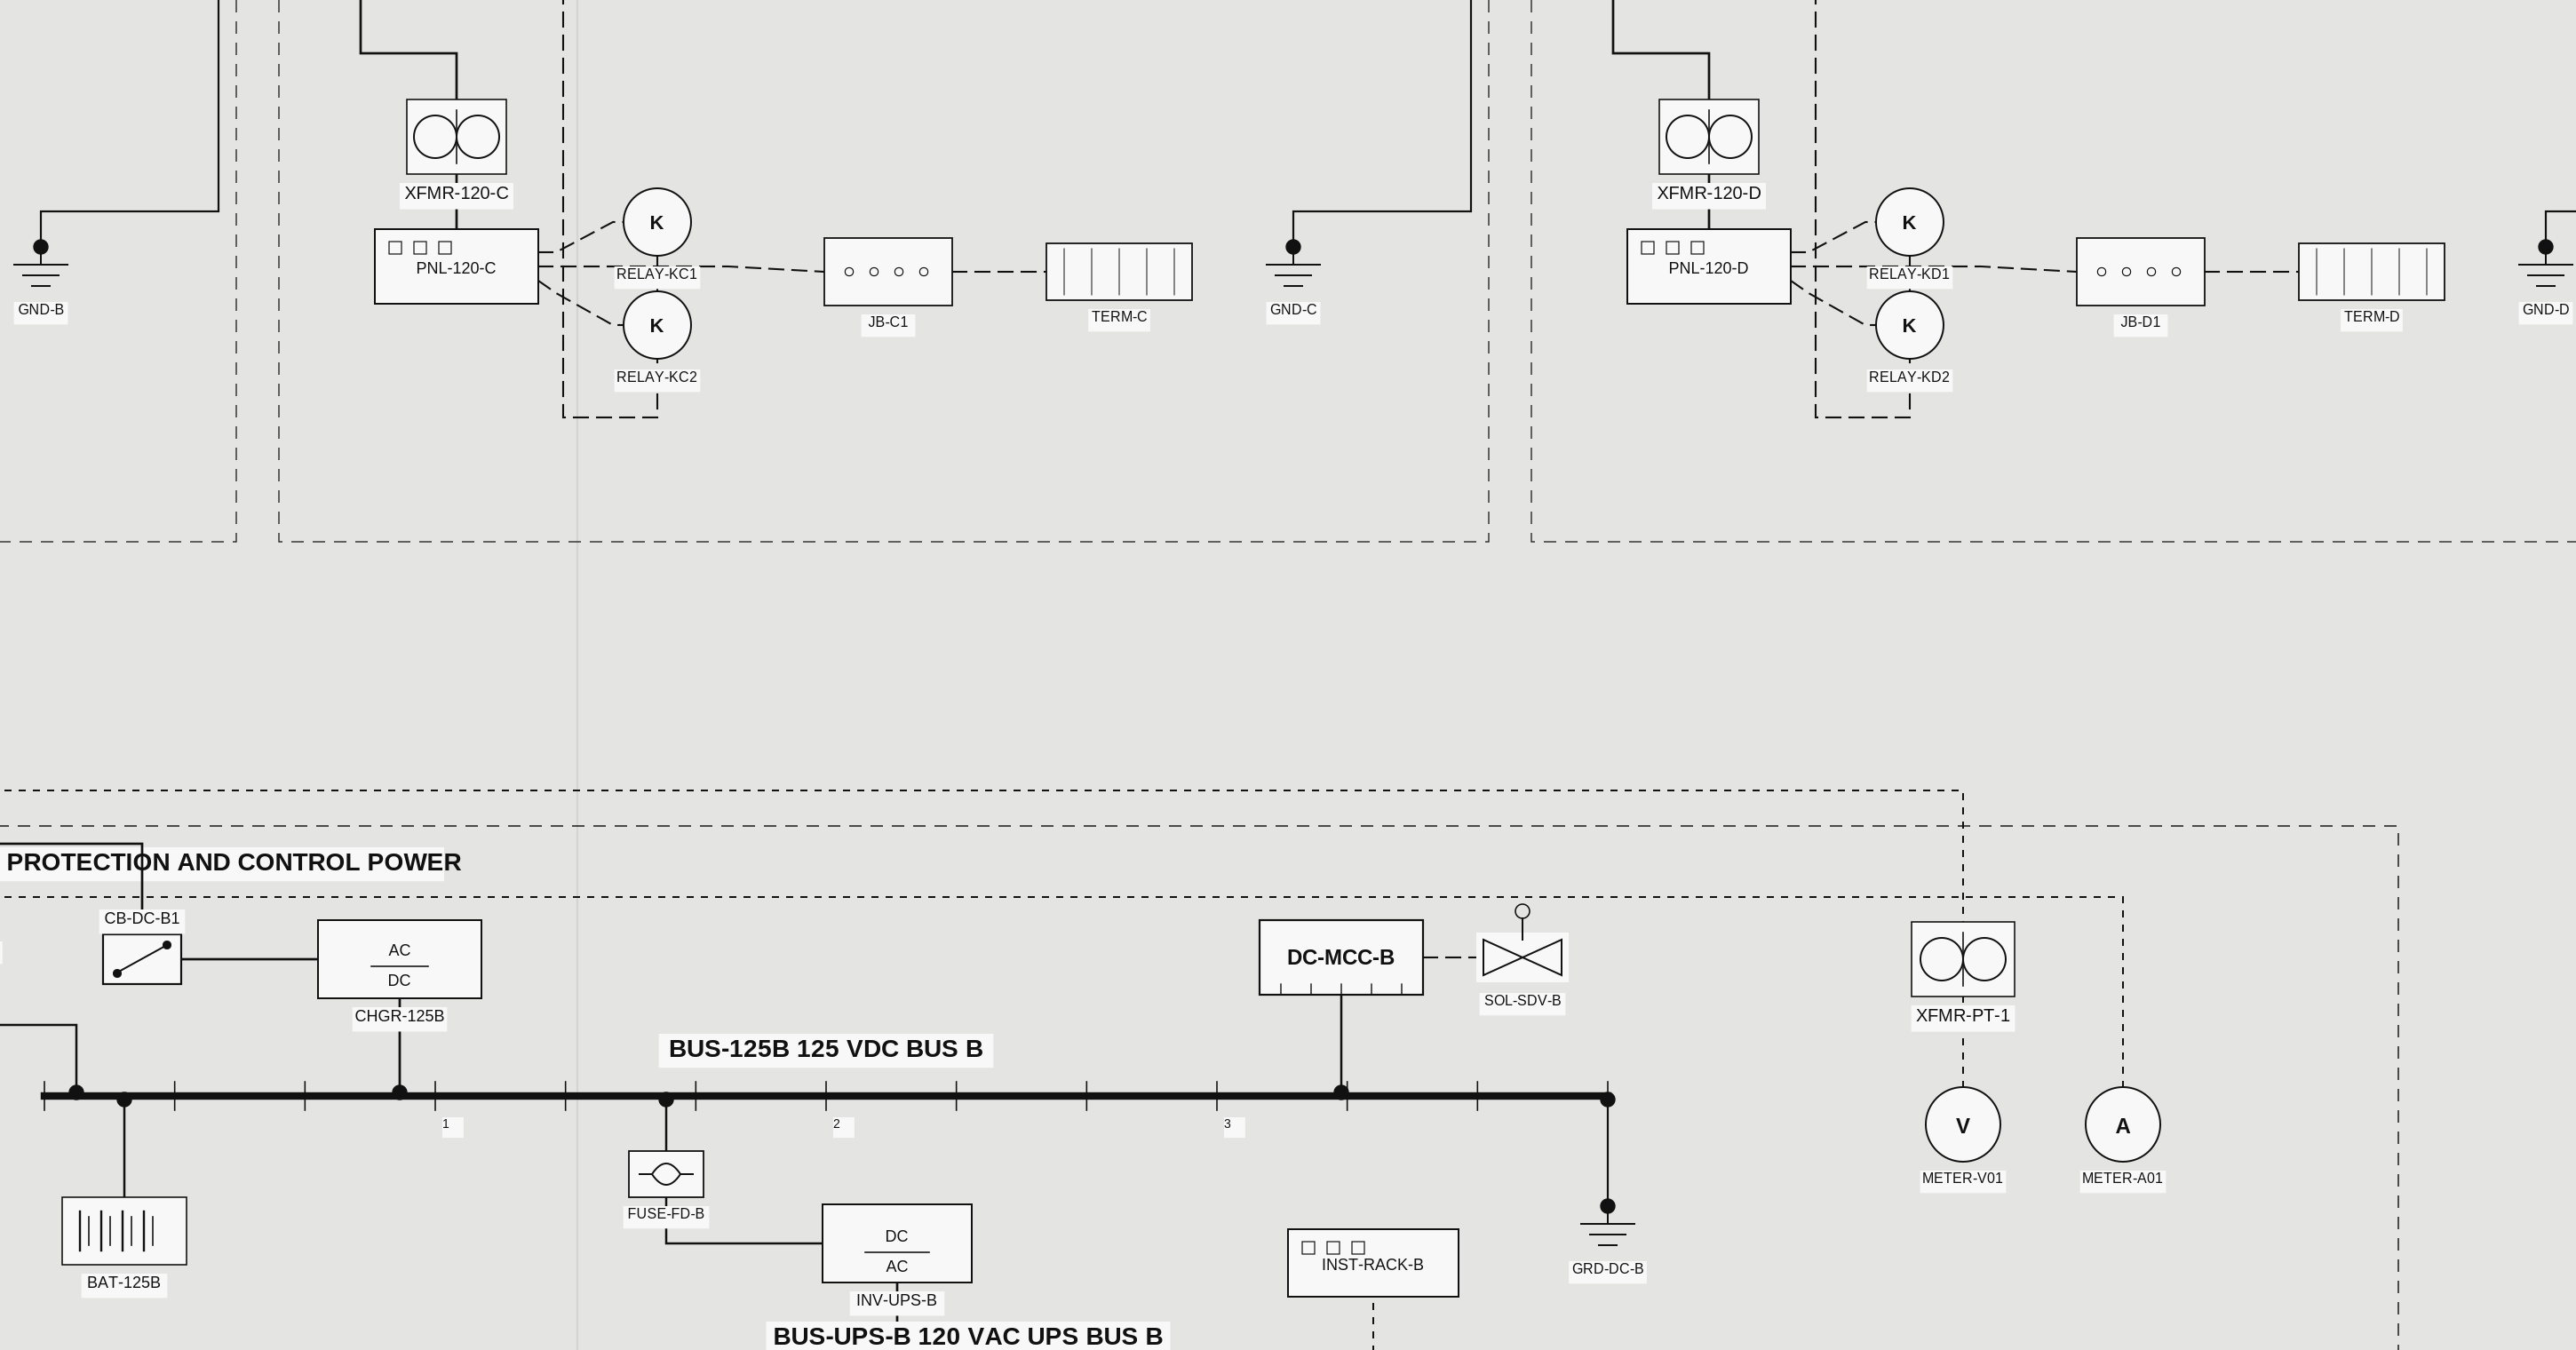 XFMR-120-C
XFMR-120-D
K
K
PNL-120-C
PNL-120-D
RELAY-KC1
RELAY-KD1
GND-B
GND-C
GND-D
JB-C1
TERM-C
JB-D1
TERM-D
K
K
RELAY-KC2
RELAY-KD2
PROTECTION AND CONTROL POWER
CB-DC-B1
AC
DC
CHGR-125B
DC-MCC-B
SOL-SDV-B
XFMR-PT-1
BUS-125B 125 VDC BUS B
1
2
3
V
A
METER-V01
METER-A01
FUSE-FD-B
DC
AC
INV-UPS-B
INST-RACK-B
GRD-DC-B
BAT-125B
BUS-UPS-B 120 VAC UPS BUS B